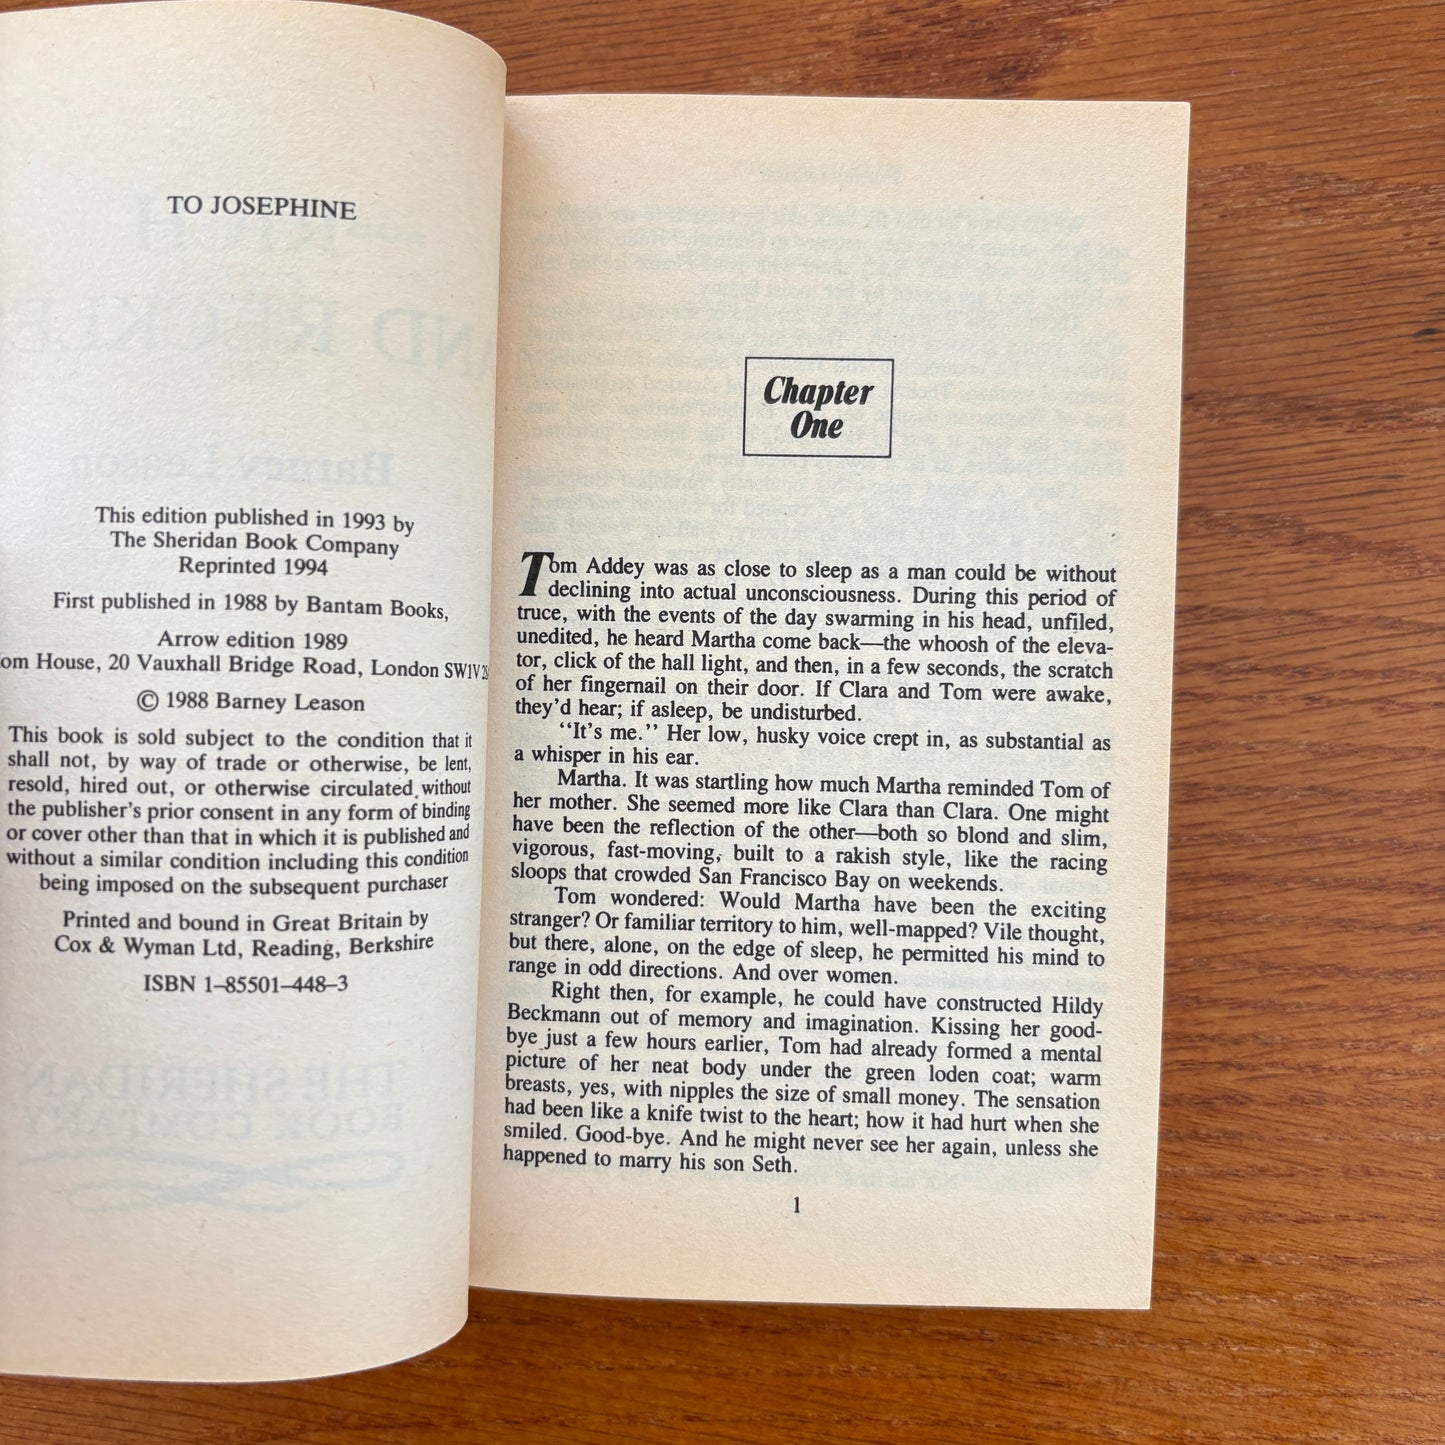 TO JOSEPHINE
This edition published in 1993 by
The Sheridan Book Company
Reprinted 1994
First published in 1988 by Bantam Books,
Arrow edition 1989
om House, 20 Vauxhall Bridge Road, London SW1V
© 1988 Barney Leason
This book is sold subject to the condition that it
shall not, by way of trade or otherwise, be lent,
resold, hired out, or otherwise circulated without
the publisher's prior consent in any form of binding
or cover other than that in which it is published and
without a similar condition including this condition
being imposed on the subsequent purchaser
Printed and bound in Great Britain by
Cox & Wyman Ltd, Reading, Berkshire
ISBN 1–85501–448–3
Chapter
One
Tom Addey was as close to sleep as a man could be without
declining into actual unconsciousness. During this period of
truce, with the events of the day swarming in his head, unfiled,
unedited, he heard Martha come back—the whoosh of the eleva-
tor, click of the hall light, and then, in a few seconds, the scratch
of her fingernail on their door. If Clara and Tom were awake,
they'd hear; if asleep, be undisturbed.
"It's me." Her low, husky voice crept in, as substantial as
a whisper in his ear.
Martha. It was startling how much Martha reminded Tom of
her mother. She seemed more like Clara than Clara. One might
have been the reflection of the other—both so blond and slim,
vigorous, fast-moving, built to a rakish style, like the racing
sloops that crowded San Francisco Bay on weekends.
Tom wondered: Would Martha have been the exciting
stranger? Or familiar territory to him, well-mapped? Vile thought,
but there, alone, on the edge of sleep, he permitted his mind to
range in odd directions. And over women.
Right then, for example, he could have constructed Hildy
Beckmann out of memory and imagination. Kissing her good-
bye just a few hours earlier, Tom had already formed a mental
picture of her neat body under the green loden coat; warm
breasts, yes, with nipples the size of small money. The sensation
had been like a knife twist to the heart; how it had hurt when she
smiled. Good-bye. And he might never see her again, unless she
happened to marry his son Seth.
1